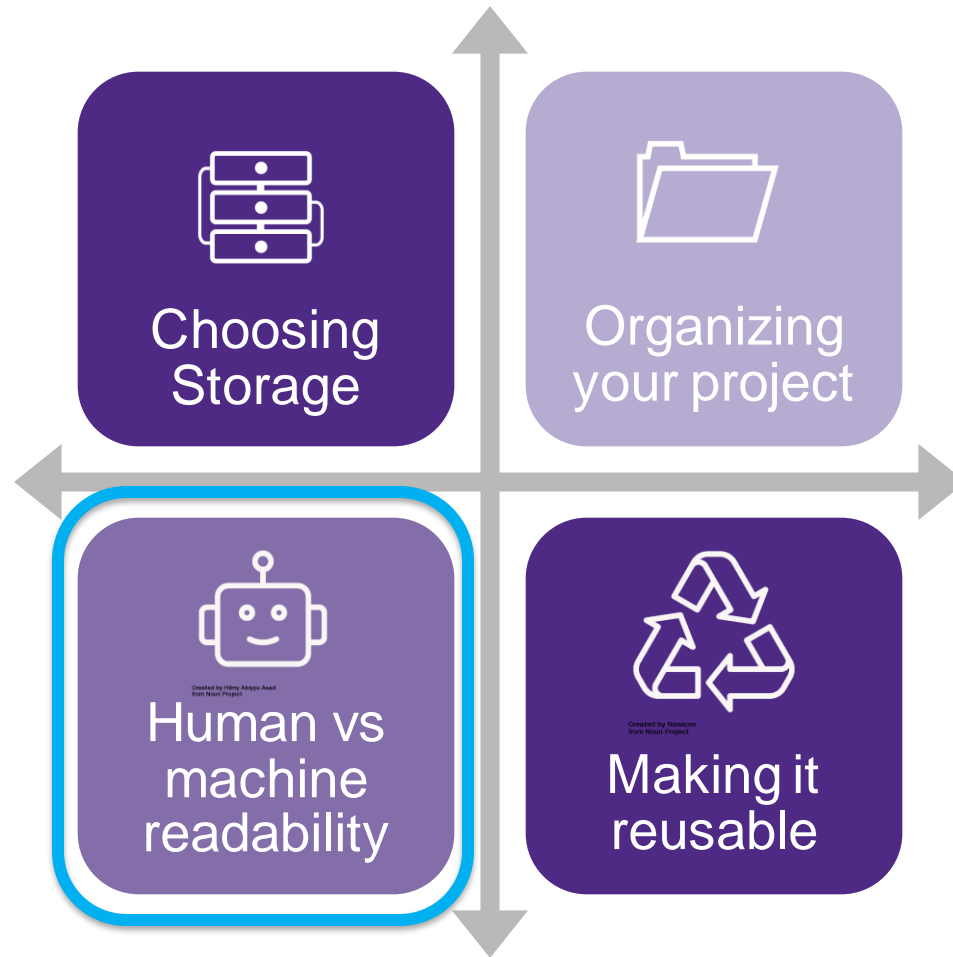 Choosing
Storage
Organizing
your project
Created by Hilmy Abiyyu Asad
from Noun Project
Human vs
machine
readability
Created by Nawicon
from Noun Project
Making it
reusable